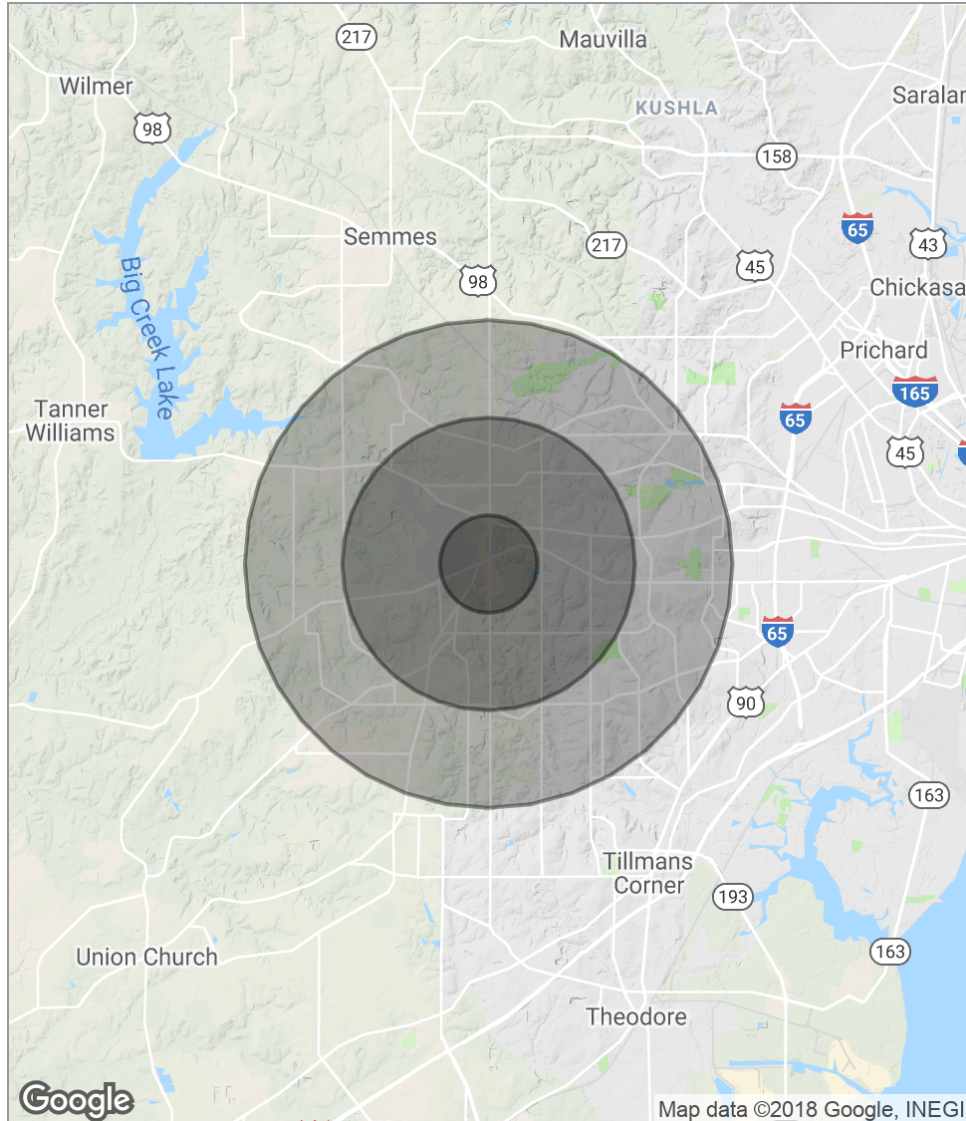 217
Mauvilla
Wilmer
KUSHLA
98
158
Semmes
65
217
43
45
98
Chickasa
Big Creek Lake
Prichard
165
Tanner
Williams
65
45
65
90
163
Tillmans
Corner
193
Union Church
163
Theodore
Google
Map data ©2018 Google, INEGI